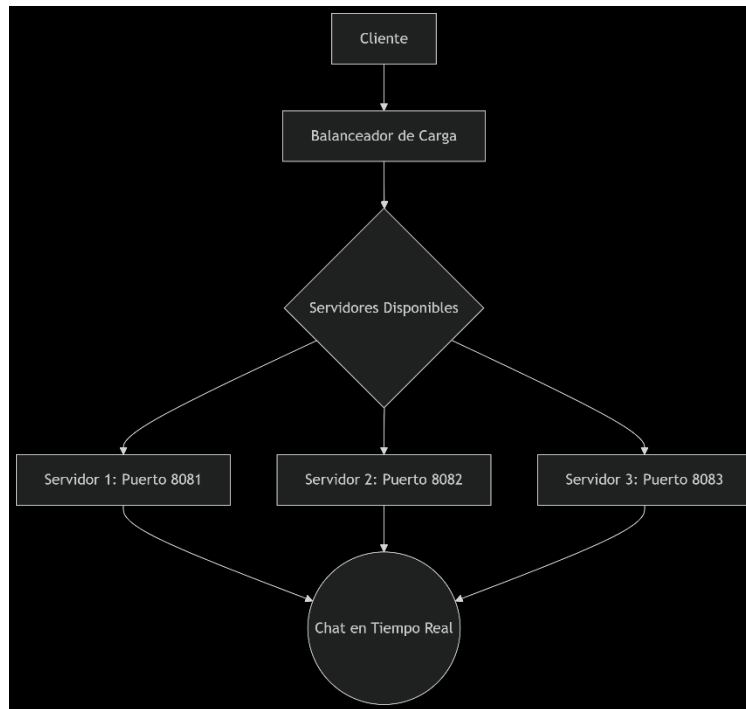 Cliente
Balanceador de Carga
Servidores Disponibles
Servidor 1: Puerto 8081
Servidor 2: Puerto 8082
Servidor 3: Puerto 8083
Chat en Tiempo Real